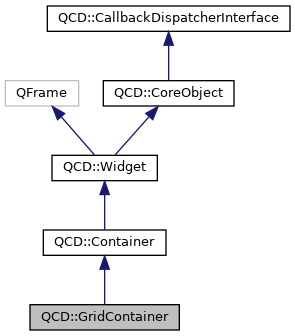 QCD::CallbackDispatcherInterface
QFrame
QCD::CoreObject
QCD::Widget
QCD::Container
QCD::GridContainer